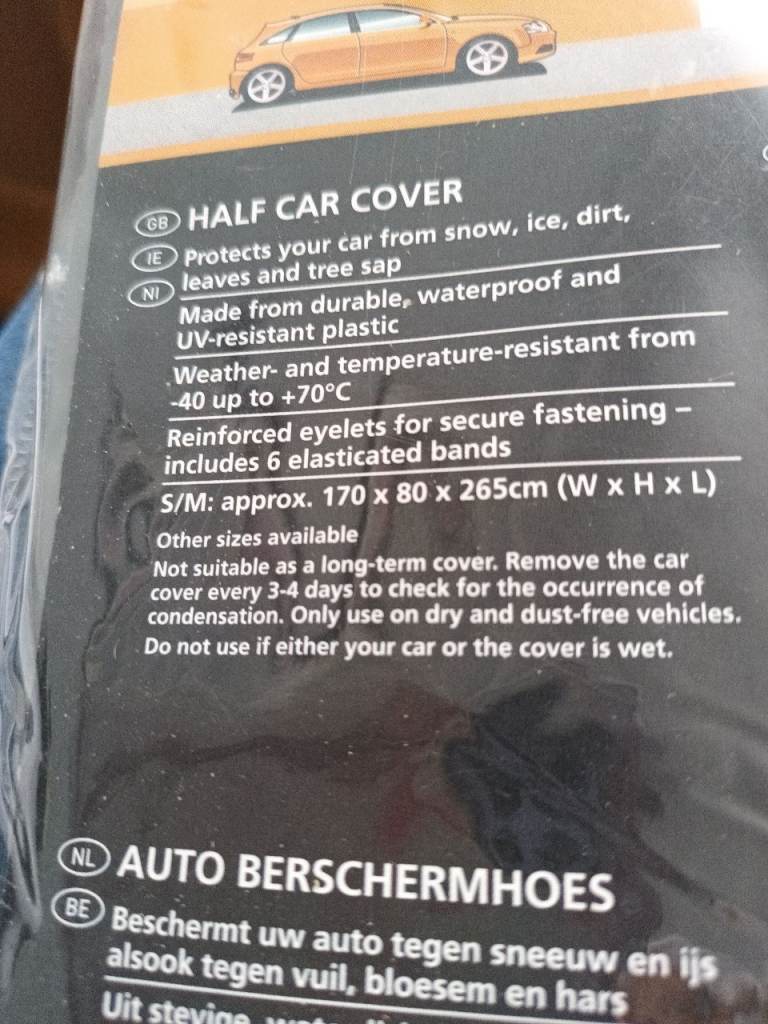 GB HALF CAR COVER
IE Protects your car from snow, ice, dirt,
NI leaves and tree sap
Made from durable, waterproof and
UV-resistant plastic
Weather- and temperature-resistant from
-40 up to +70°C
Reinforced eyelets for secure fastening –
includes 6 elasticated bands
S/M: approx. 170 x 80 x 265cm (W x H x L)
Other sizes available
Not suitable as a long-term cover. Remove the car
cover every 3-4 days to check for the occurrence of
condensation. Only use on dry and dust-free vehicles.
Do not use if either your car or the cover is wet.
NL AUTO BERSCHERMHOES
BE Beschermt uw auto tegen sneeuw en ijs
alsook tegen vuil, bloesem en hars
Uit stevige,